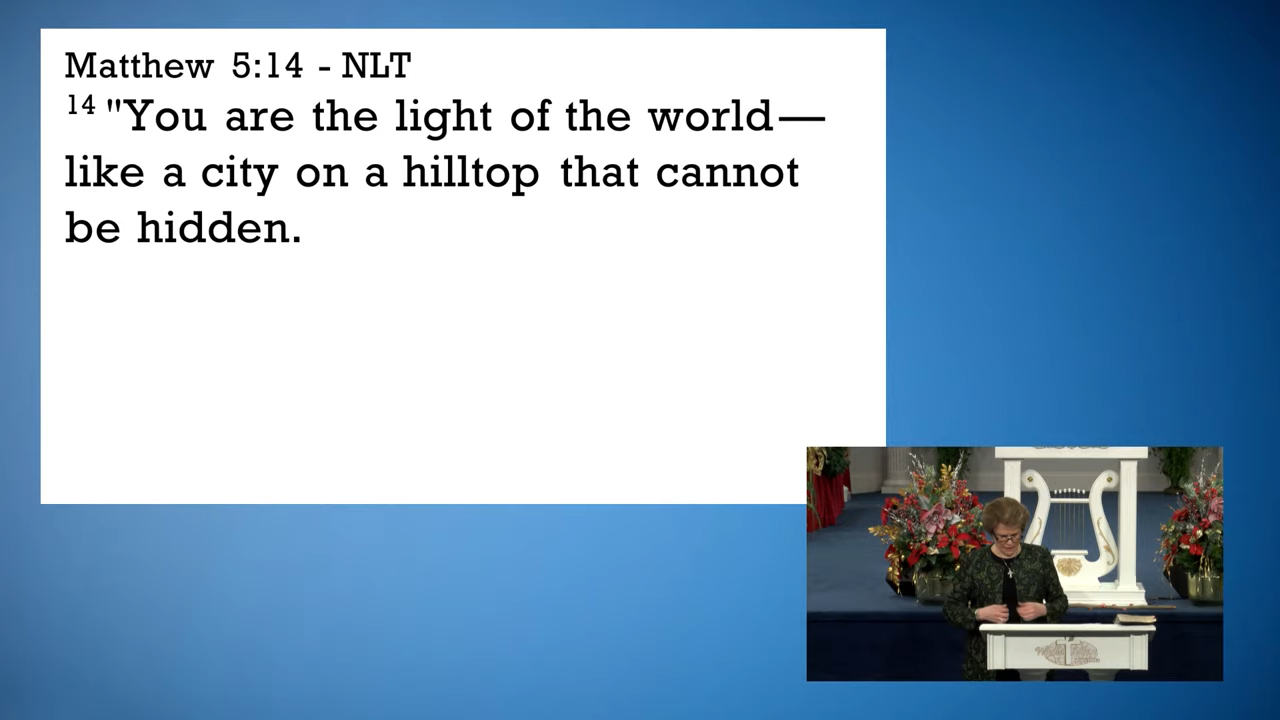 Matthew 5:14 - NLT
14 "You are the light of the world—
like a city on a hilltop that cannot
be hidden.